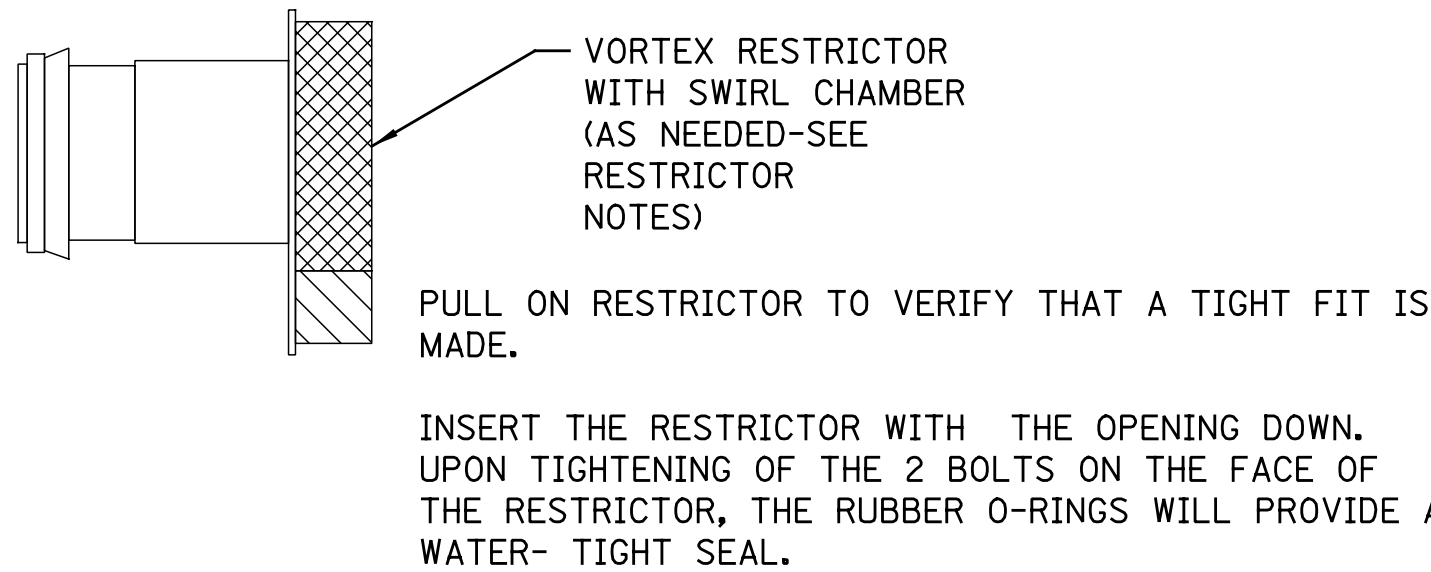 VORTEX RESTRICTOR
WITH SWIRL CHAMBER
(AS NEEDED-SEE
RESTRICTOR
NOTES)
PULL ON RESTRICTOR TO VERIFY THAT A TIGHT FIT IS
MADE.
INSERT THE RESTRICTOR WITH THE OPENING DOWN.
UPON TIGHTENING OF THE 2 BOLTS ON THE FACE OF
THE RESTRICTOR, THE RUBBER O-RINGS WILL PROVIDE A
WATER- TIGHT SEAL.